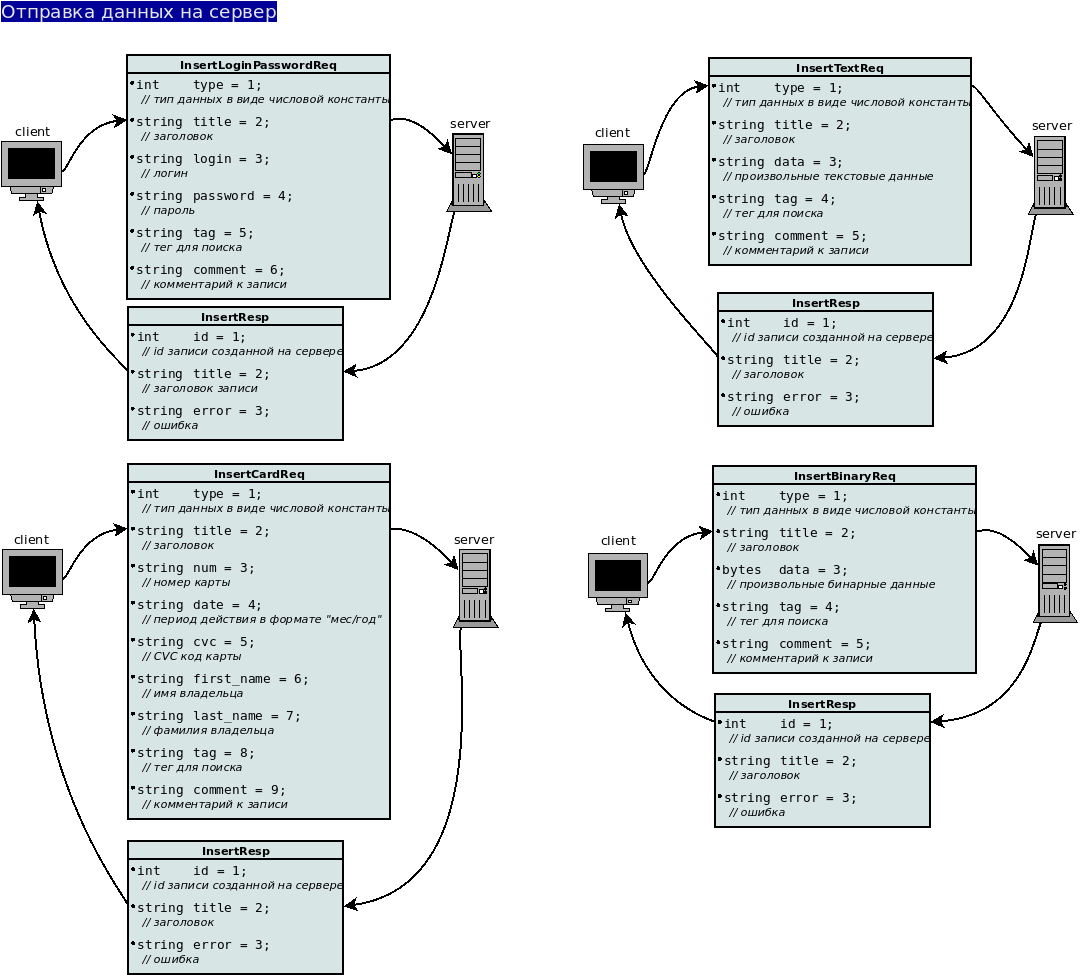 Отправка данных на сервер
client
server
InsertLoginPasswordReq
int    type = 1;
// тип данных в виде числовой константы
string title = 2;
// заголовок
string login = 3;
// логин
string password = 4;
// пароль
string tag = 5;
// тег для поиска
string comment = 6;
// комментарий к записи
InsertResp
int    id = 1;
// id записи созданной на сервере
string title = 2;
// заголовок записи
string error = 3;
// ошибка
client
server
InsertTextReq
int    type = 1;
// тип данных в виде числовой константы
string title = 2;
// заголовок
string data = 3;
// произвольные текстовые данные
string tag = 4;
// тег для поиска
string comment = 5;
// комментарий к записи
InsertResp
int    id = 1;
// id записи созданной на сервере
string title = 2;
// заголовок
string error = 3;
// ошибка
client
server
InsertCardReq
int    type = 1;
// тип данных в виде числовой константы
string title = 2;
// заголовок
string num = 3;
// номер карты
string date = 4;
// период действия в формате "мес/год"
string cvc = 5;
// CVC код карты
string first_name = 6;
// имя владельца
string last_name = 7;
// фамилия владельца
string tag = 8;
// тег для поиска
string comment = 9;
// комментарий к записи
InsertResp
int    id = 1;
// id записи созданной на сервере
string title = 2;
// заголовок
string error = 3;
// ошибка
client
server
InsertBinaryReq
int    type = 1;
// тип данных в виде числовой константы
string title = 2;
// заголовок
bytes  data = 3;
// произвольные бинарные данные
string tag = 4;
// тег для поиска
string comment = 5;
// комментарий к записи
InsertResp
int    id = 1;
// id записи созданной на сервере
string title = 2;
// заголовок
string error = 3;
// ошибка